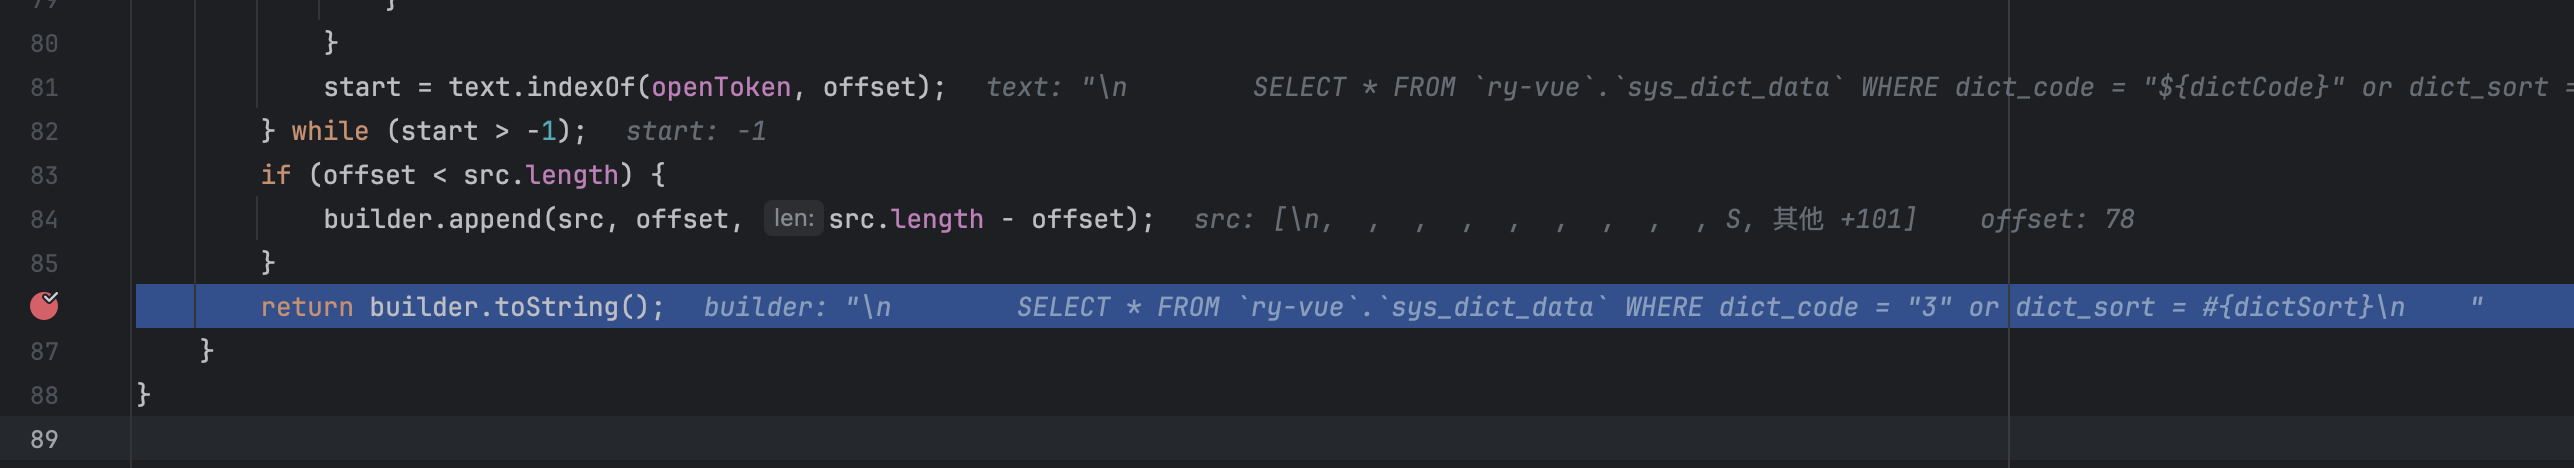 79 }
80 }
81 start = text.indexOf(openToken, offset); text: "\n SELECT * FROM `ry-vue`.`sys_dict_data` WHERE dict_code = "${dictCode}" or dict_sort =
82 } while (start > -1); start: -1
83 if (offset < src.length) {
84 builder.append(src, offset, len: src.length - offset); src: [\n, , , , , , , , , S, 其他 +101] offset: 78
85 }
return builder.toString(); builder: "\n SELECT * FROM `ry-vue`.`sys_dict_data` WHERE dict_code = "3" or dict_sort = #{dictSort}\n "
87 }
88 }
89